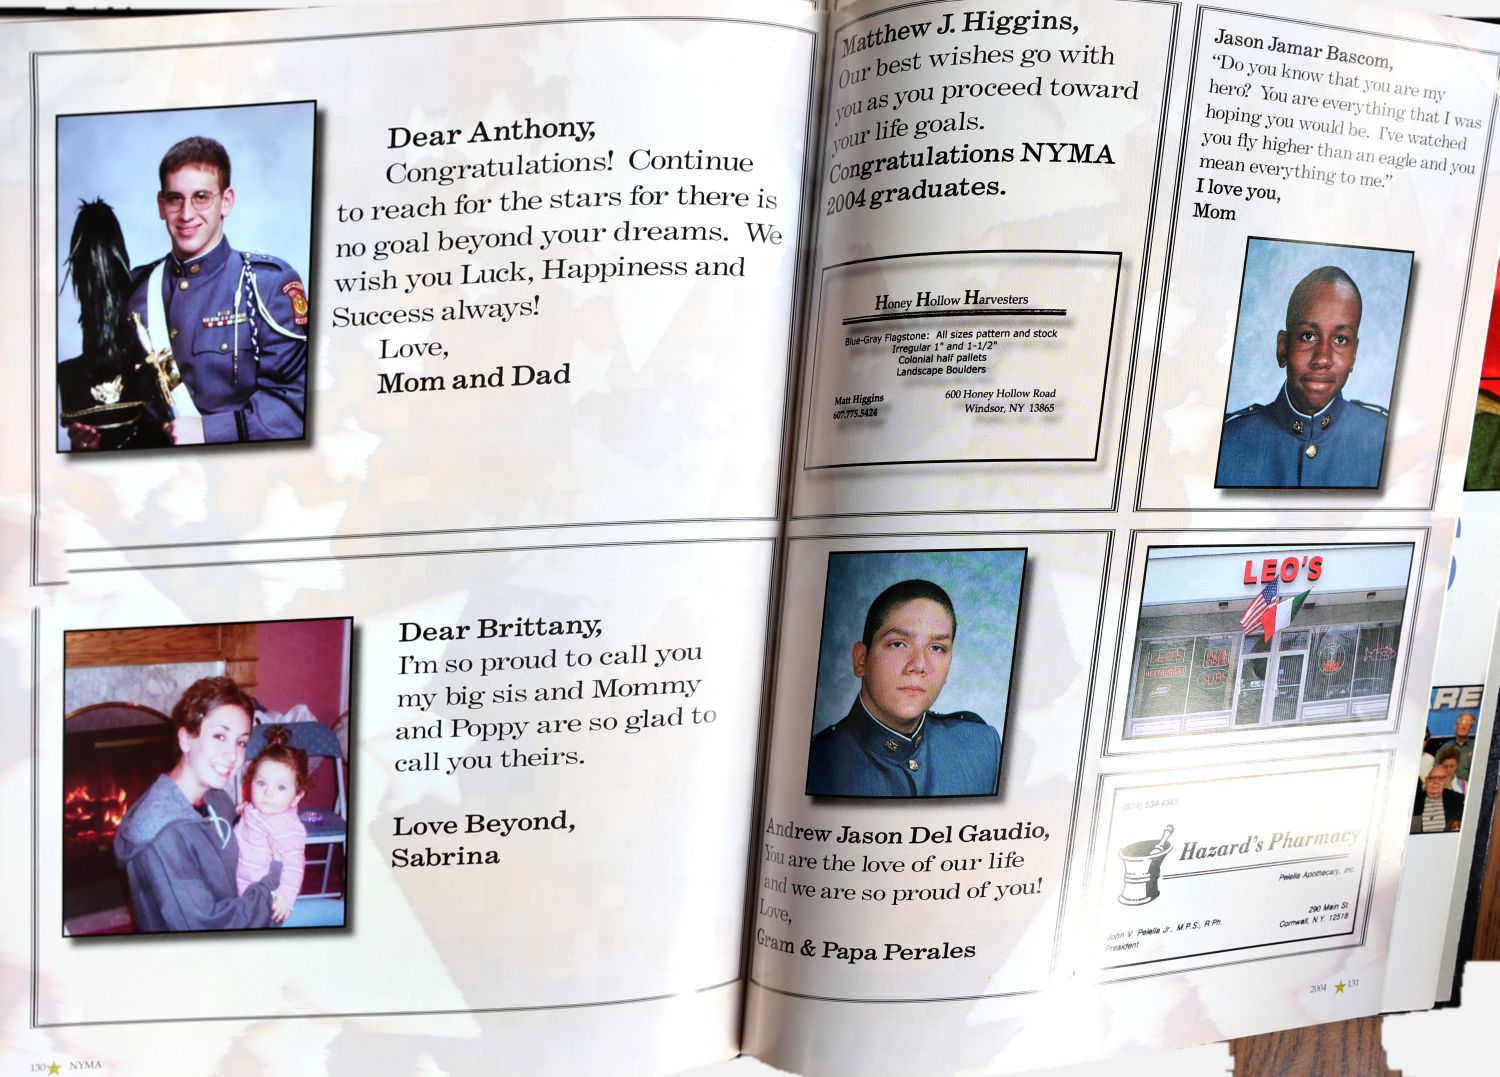 Dear Anthony,
Congratulations! Continue
to reach for the stars for there is
no goal beyond your dreams. We
wish you Luck, Happiness and
Success always!
Love,
Mom and Dad
Dear Brittany,
I'm so proud to call you
my big sis and Mommy
and Poppy are so glad to
call you theirs.
Love Beyond,
Sabrina
130 NYMA
Matthew J. Higgins,
Our best wishes go with
you as you proceed toward
your life goals.
Congratulations NYMA
2004 graduates.
Honey Hollow Harvesters
Blue-Gray Flagstone: All sizes pattern and stock
Irregular 1" and 1-1/2"
Colonial half pallets
Landscape Boulders
Matt Higgins
607.775.5424
600 Honey Hollow Road
Windsor, NY 13865
Jason Jamar Bascom,
"Do you know that you are my
hero? You are everything that I was
hoping you would be. I've watched
you fly higher than an eagle and you
mean everything to me."
I love you,
Mom
Andrew Jason Del Gaudio,
You are the love of our life
and we are so proud of you!
Love,
Gram & Papa Perales
LEO'S
LEO'S
RESTAURANT
SUBS
(914) 534-4345
Hazard's Pharmacy
Pelella Apothecary, Inc.
290 Main St.
Cornwall, N.Y. 12518
John V. Pelella Jr., M.P.S., R.Ph.
President
2004 131
ARE